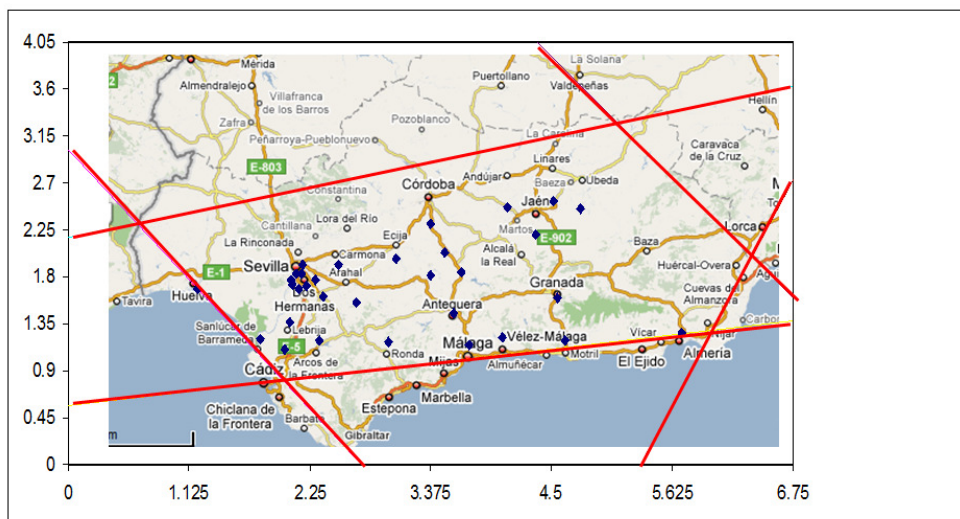 4.05
3.6
3.15
2.7
2.25
1.8
1.35
0.9
0.45
0
0 1.125 2.25 3.375 4.5 5.625 6.75
Mérida
Almendralejo
Villafranca
de los Barros
Zafra
Peñarroya-Pueblonuevo
Pozoblanco
Puertollano
La Solana
Valdepeñas
Hellín
La Carolina
Linares
Caravaca
de la Cruz
E-803
Constantina
Córdoba
Andújar
Baeza
Ubeda
Jaén
Lora del Río
Cantillana
Martos
E-902
Lorca
La Rinconada
Ecija
Carmona
Sevilla
Arahal
Alcalá
la Real
Baza
Huércal-Overa
E-1
Huelva
Tavira
Hermanas
Antequera
Granada
Cuevas del
Almanzora
Sanlúcar de
Barrameda
Lebrija
E-5
Arcos de
la Frontera
Ronda
Málaga
Vélez-Málaga
Mijas
Almuñécar
Motril
Vícar
Níjar
El Ejido
Almería
Cádiz
Chiclana de
la Frontera
Barbate
Estepona
Marbella
Gibraltar